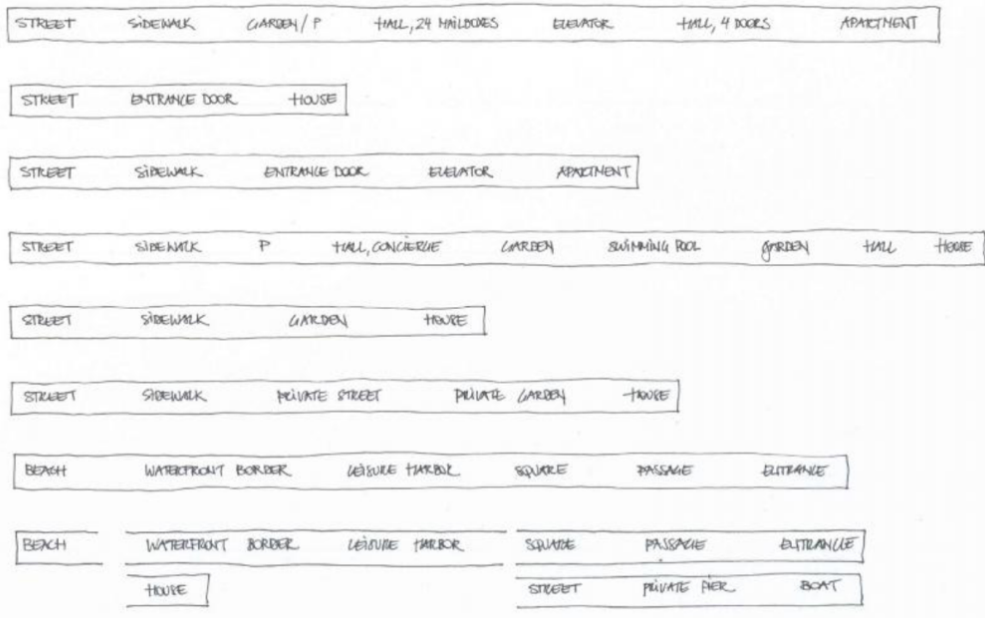 STREET SIDEWALK GARDEN/P HALL, 24 MAILBOXES ELEVATOR HALL, 4 DOORS APARTMENT
STREET ENTRANCE DOOR HOUSE
STREET SIDEWALK ENTRANCE DOOR ELEVATOR APARTMENT
STREET SIDEWALK P HALL, CONCIERGE GARDEN SWIMMING POOL GARDEN HALL HOUSE
STREET SIDEWALK GARDEN HOUSE
STREET SIDEWALK PRIVATE STREET PRIVATE GARDEN HOUSE
BEACH WATERFRONT BORDER LEISURE HARBOR SQUARE PASSAGE ENTRANCE
BEACH WATERFRONT BORDER LEISURE HARBOR SQUARE PASSAGE ENTRANCE
HOUSE STREET PRIVATE PIER BOAT